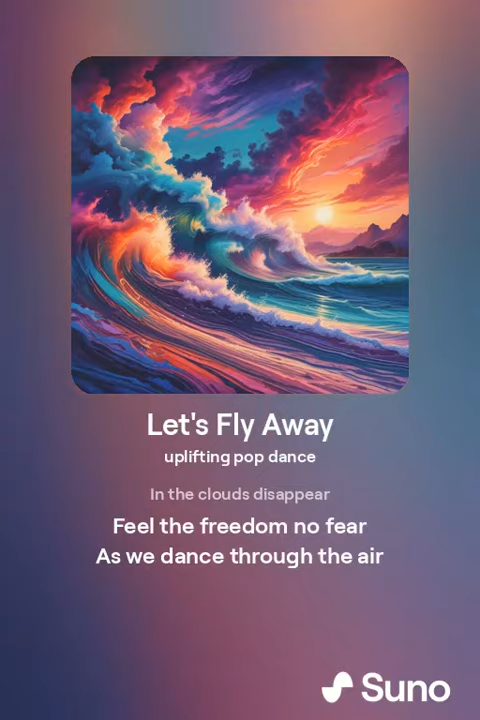 Let's Fly Away
uplifting pop dance
In the clouds disappear
Feel the freedom no fear
As we dance through the air
Suno